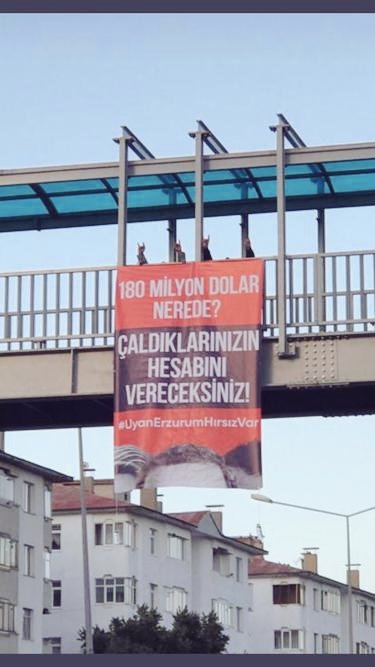 180 MİLYON DOLAR
NEREDE?
ÇALDIKLARINIZIN
HESABINI
VERECEKSİNİZ!
#UyanErzurumHırsızVar